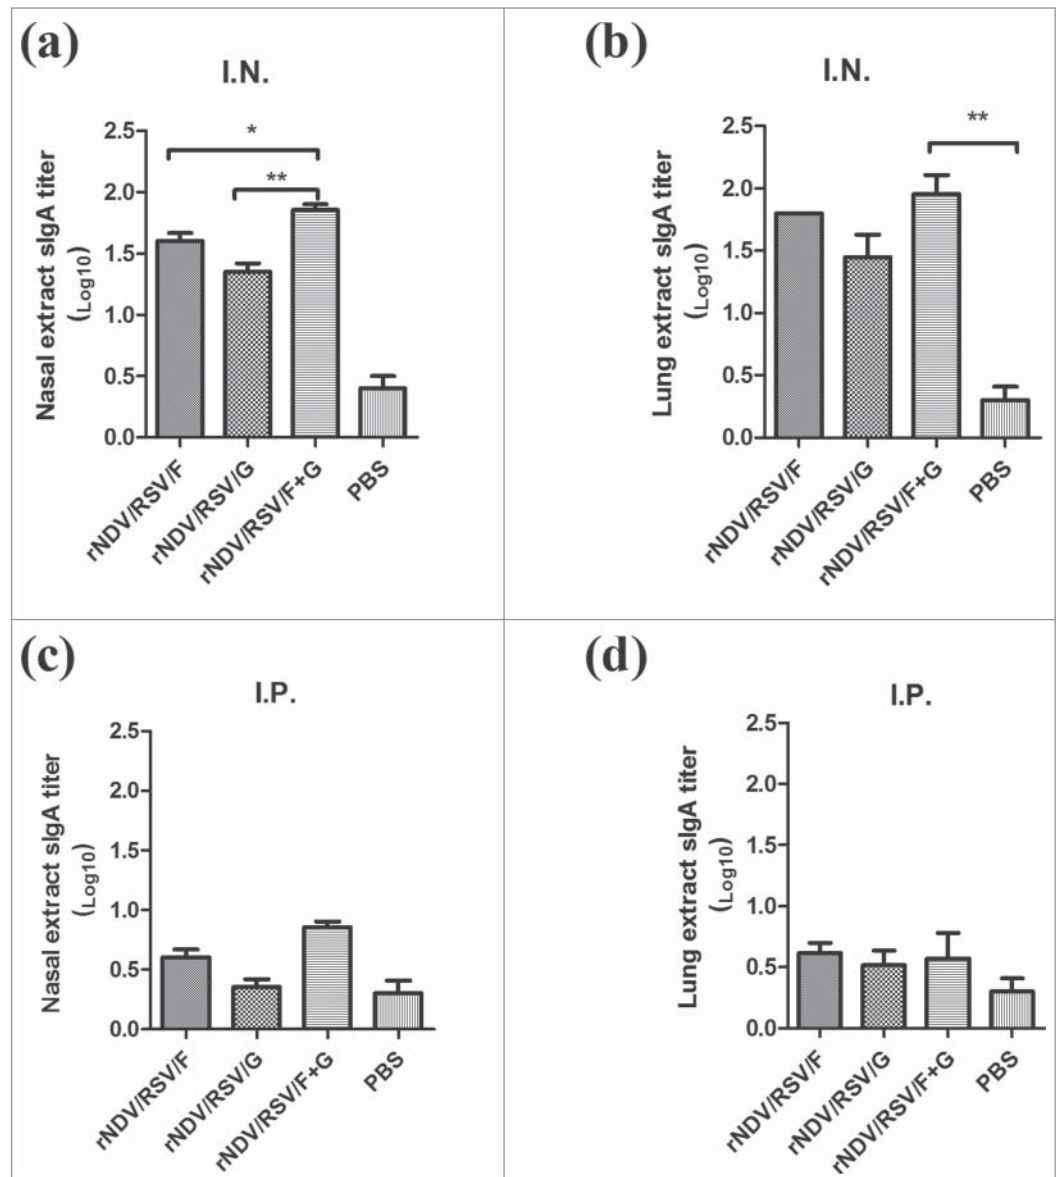 (a)
I.N.
Nasal extract sIgA titer
(Log10)
2.5
2.0
1.5
1.0
0.5
0.0
*
**
rNDV/RSV/F
rNDV/RSV/G
rNDV/RSV/F+G
PBS
(b)
I.N.
Lung extract sIgA titer
(Log10)
2.5
2.0
1.5
1.0
0.5
0.0
**
rNDV/RSV/F
rNDV/RSV/G
rNDV/RSV/F+G
PBS
(c)
I.P.
Nasal extract sIgA titer
(Log10)
2.5
2.0
1.5
1.0
0.5
0.0
rNDV/RSV/F
rNDV/RSV/G
rNDV/RSV/F+G
PBS
(d)
I.P.
Lung extract sIgA titer
(Log10)
2.5
2.0
1.5
1.0
0.5
0.0
rNDV/RSV/F
rNDV/RSV/G
rNDV/RSV/F+G
PBS